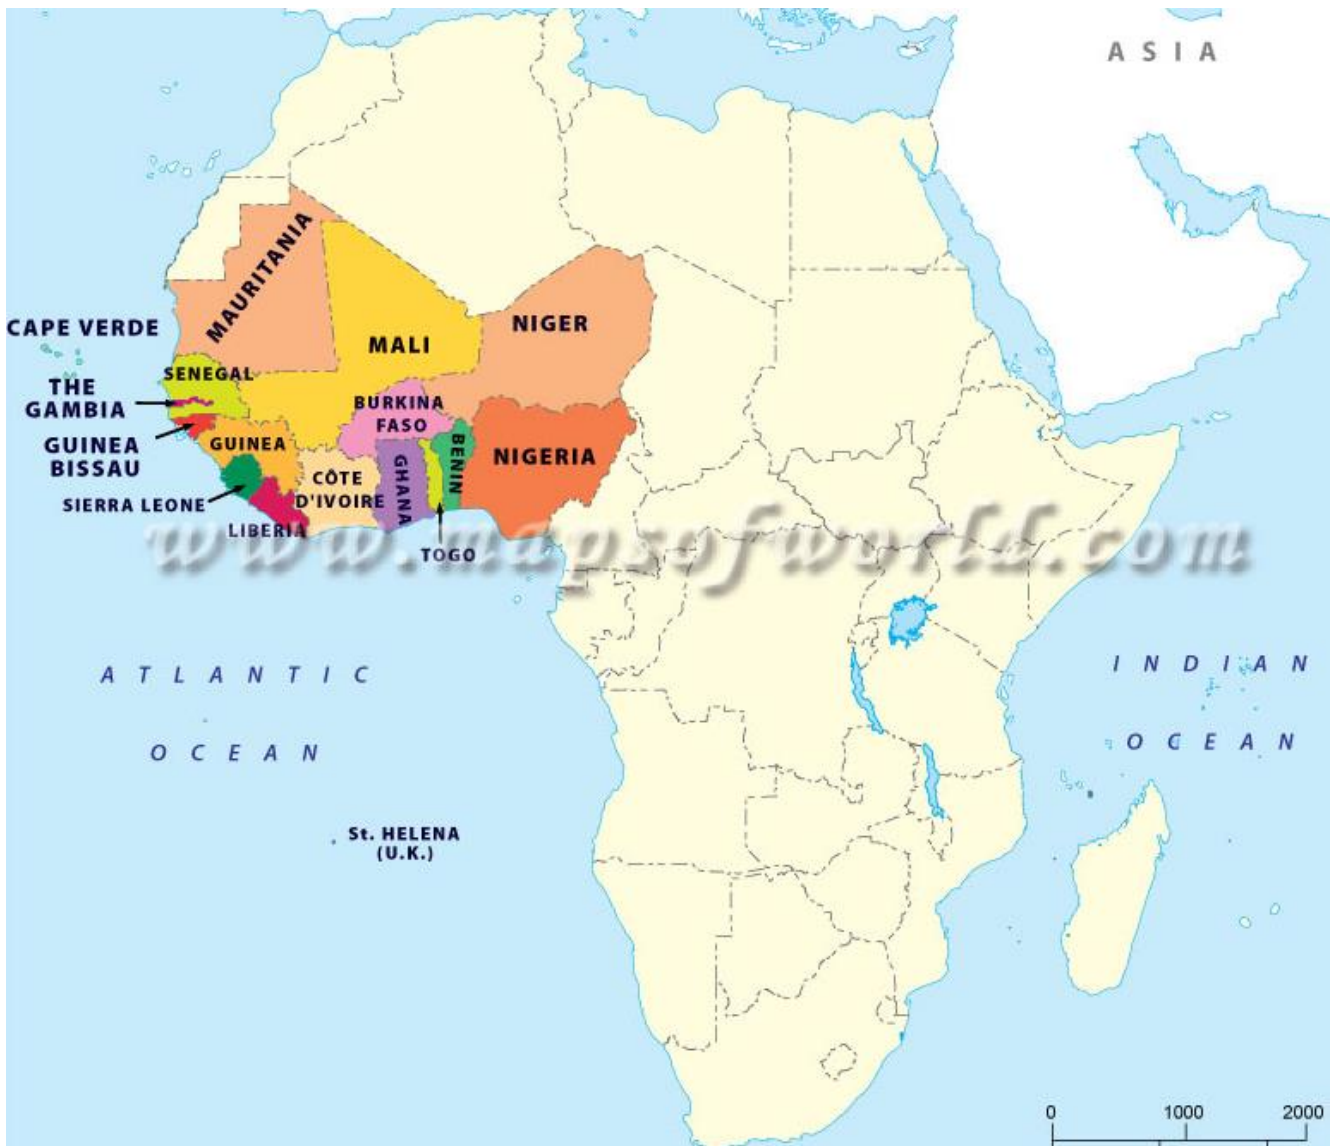 ASIA
MAURITANIA
CAPE VERDE
NIGER
MALI
SENEGAL
THE
GAMBIA
BURKINA
FASO
GUINEA
BISSAU
GUINEA
BENIN
NIGERIA
GHANA
CÔTE
D'IVOIRE
SIERRA LEONE
LIBERIA
TOGO
www.mapsofworld.com
ATLANTIC
OCEAN
INDIAN
OCEAN
St. HELENA
(U.K.)
0 1000 2000